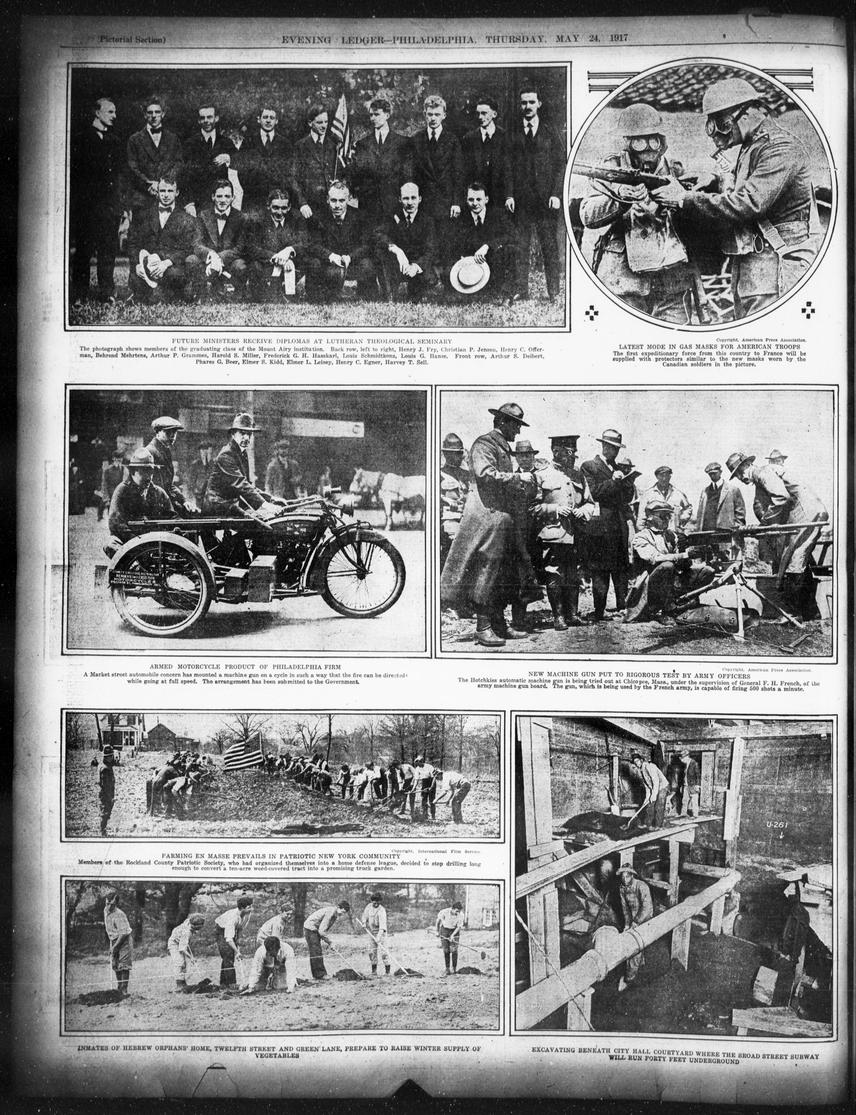 (Pictorial Section)
EVENING LEDGER—PHILADELPHIA, THURSDAY, MAY 24, 1917
FUTURE MINISTERS RECEIVE DIPLOMAS AT LUTHERAN THEOLOGICAL SEMINARY
The photograph shows members of the graduating class of the Mount Airy institution. Back row, left to right, Henry J. Fry, Christian P. Jensen, Henry C. Offer-
man, Behrend Mehrtens, Arthur P. Grammes, Harold S. Miller, Frederick G. H. Louis Schmidtkonz, Louis G. Front row, Arthur S. Deibert,
Phares G. Beer, Elmer S. Kidd, Elmer L. Leisey, Henry C. Egner, Harvey T. Sell.
Copyright, American Press Association.
LATEST MODE IN GAS MASKS FOR AMERICAN TROOPS
The first expeditionary force from this country to France will be
supplied with protectors similar to the new masks worn by the
Canadian soldiers in the picture.
ARMED MOTORCYCLE PRODUCT OF PHILADELPHIA FIRM
A Market street automobile concern has mounted a machine gun on a cycle in such a way that the fire can be directed
while going at full speed. The arrangement has been submitted to the Government.
Copyright, American Press Association.
NEW MACHINE GUN PUT TO RIGOROUS TEST BY ARMY OFFICERS
The Hotchkiss automatic machine gun is being tried out at Chicopee, Mass., under the supervision of General F. H. French, of the
army machine gun board. The gun, which is being used by the French army, is capable of firing 500 shots a minute.
Copyright, International Film Service.
FARMING EN MASSE PREVAILS IN PATRIOTIC NEW YORK COMMUNITY
Members of the Rockland County Patriotic Society, who had organized themselves into a home defense league, decided to stop drilling long
enough to convert a ten-acre weed-covered tract into a promising truck garden.
U-261
INMATES OF HEBREW ORPHANS' HOME, TWELFTH STREET AND GREEN LANE, PREPARE TO RAISE WINTER SUPPLY OF
VEGETABLES
EXCAVATING BENEATH CITY HALL COURTYARD WHERE THE BROAD STREET SUBWAY
WILL RUN FORTY FEET UNDERGROUND